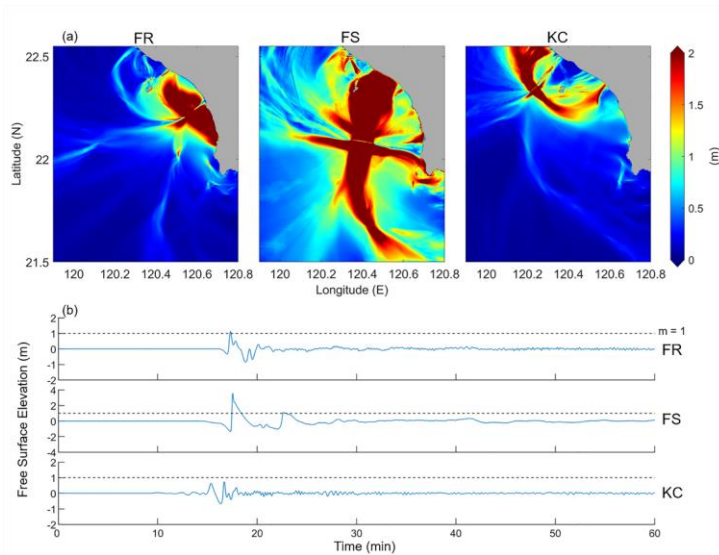 (a)
FR
FS
KC
22.5
22
21.5
Latitude (N)
120 120.2 120.4 120.6 120.8
120 120.2 120.4 120.6 120.8
120 120.2 120.4 120.6 120.8
Longitude (E)
2
1.5
1
0.5
0
(m)
(b)
Free Surface Elevation (m)
2
1
0
-1
-2
m = 1
FR
4
2
0
-2
-4
FS
2
1
0
-1
-2
KC
0 10 20 30 40 50 60
Time (min)